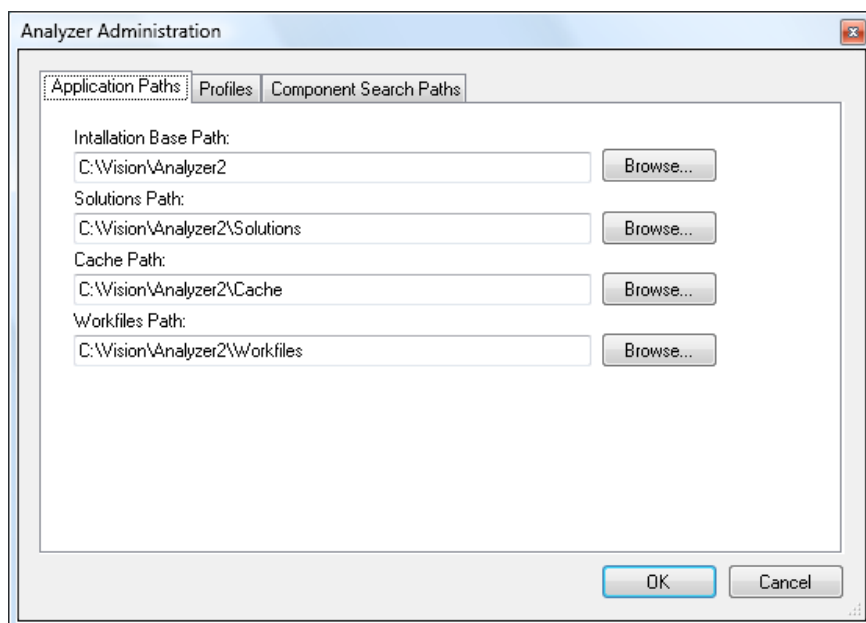 Analyzer Administration
Application Paths Profiles Component Search Paths
Intallation Base Path:
C:\Vision\Analyzer2 Browse...
Solutions Path:
C:\Vision\Analyzer2\Solutions Browse...
Cache Path:
C:\Vision\Analyzer2\Cache Browse...
Workfiles Path:
C:\Vision\Analyzer2\Workfiles Browse...
OK Cancel